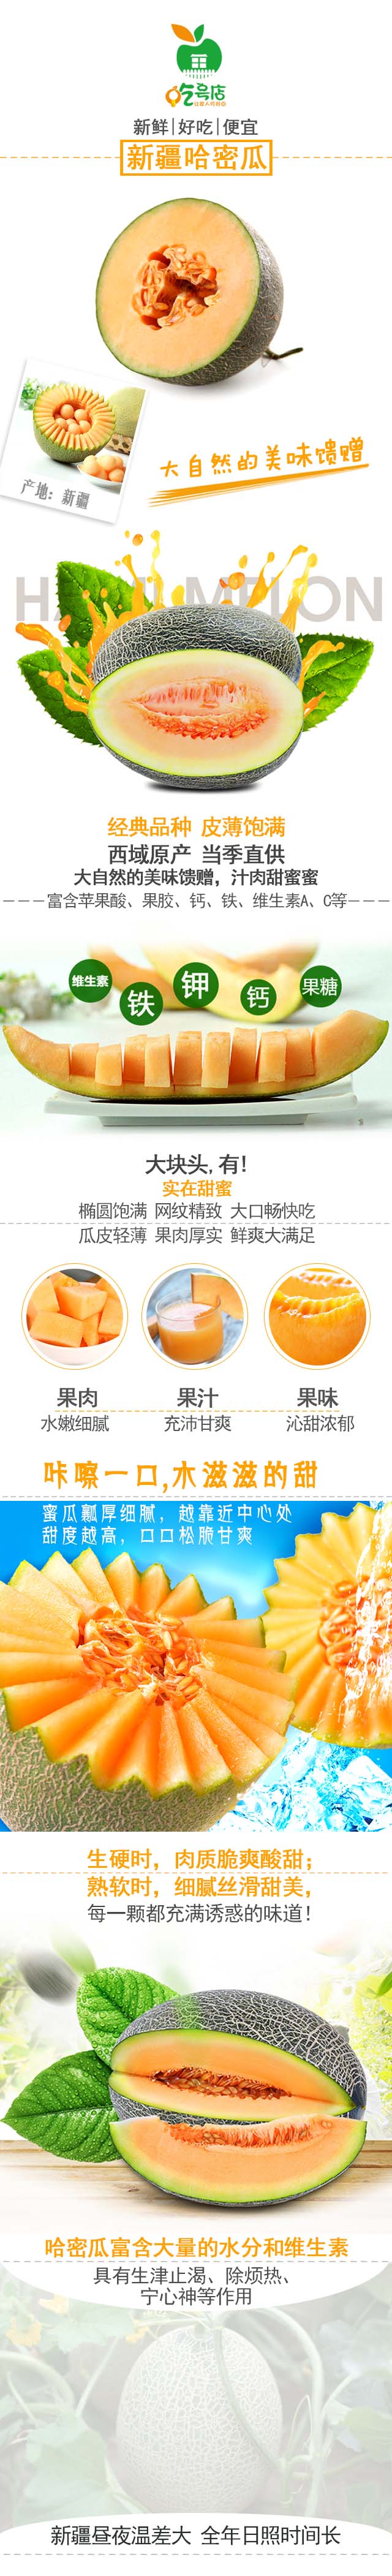 吃号店
新鲜|好吃|便宜
新疆哈密瓜
大自然的美味馈赠
产地：新疆
HAMI MELON
经典品种 皮薄饱满
西域原产 当季直供
大自然的美味馈赠，汁肉甜蜜蜜
富含苹果酸、果胶、钙、铁、维生素A、C等
维生素
铁
钾
钙
果糖
大块头,有!
实在甜蜜
椭圆饱满 网纹精致 大口畅快吃
瓜皮轻薄 果肉厚实 鲜爽大满足
果肉 果汁 果味
水嫩细腻 充沛甘爽 沁甜浓郁
咔嚓一口,水滋滋的甜
蜜瓜瓤厚细腻，越靠近中心处
甜度越高，口口松脆甘爽
生硬时，肉质脆爽酸甜；
熟软时，细腻丝滑甜美，
每一颗都充满诱惑的味道！
哈密瓜富含大量的水分和维生素
具有生津止渴、除烦热、
宁心神等作用
新疆昼夜温差大 全年日照时间长